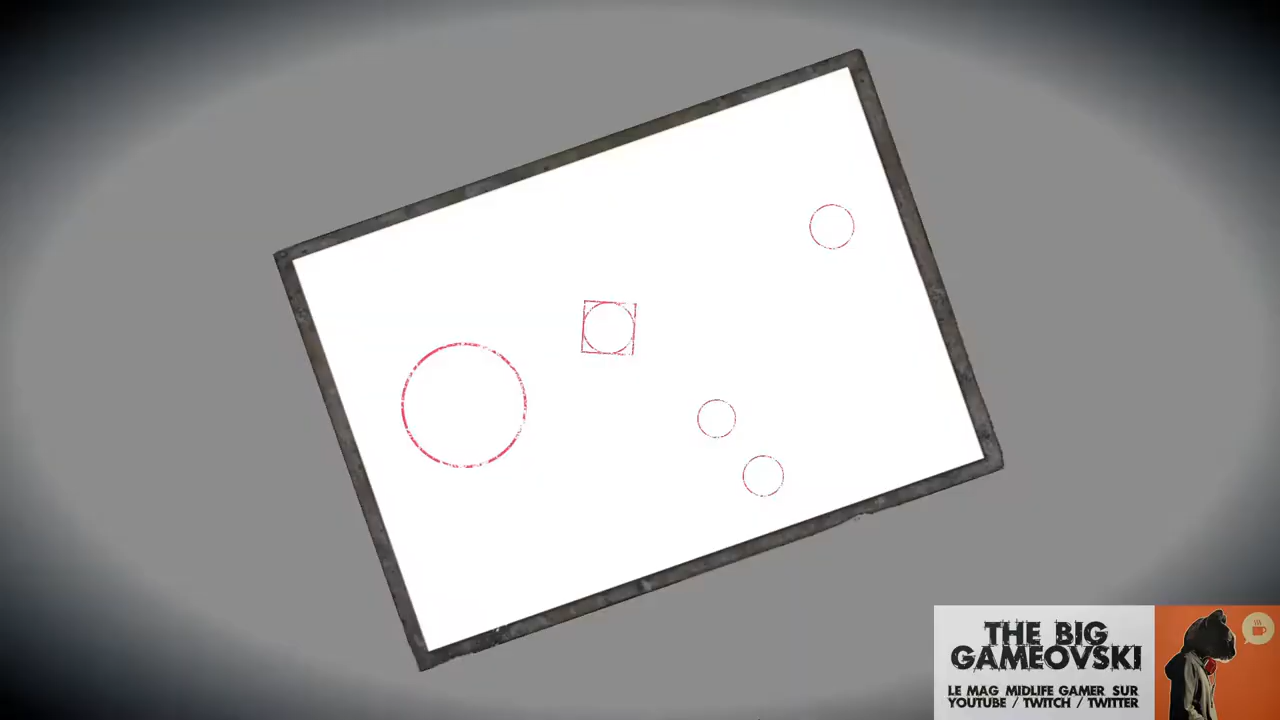 THE BIG
GAMEOVSKI
LE MAG MIDLIFE GAMER SUR
YOUTUBE / TWITCH / TWITTER